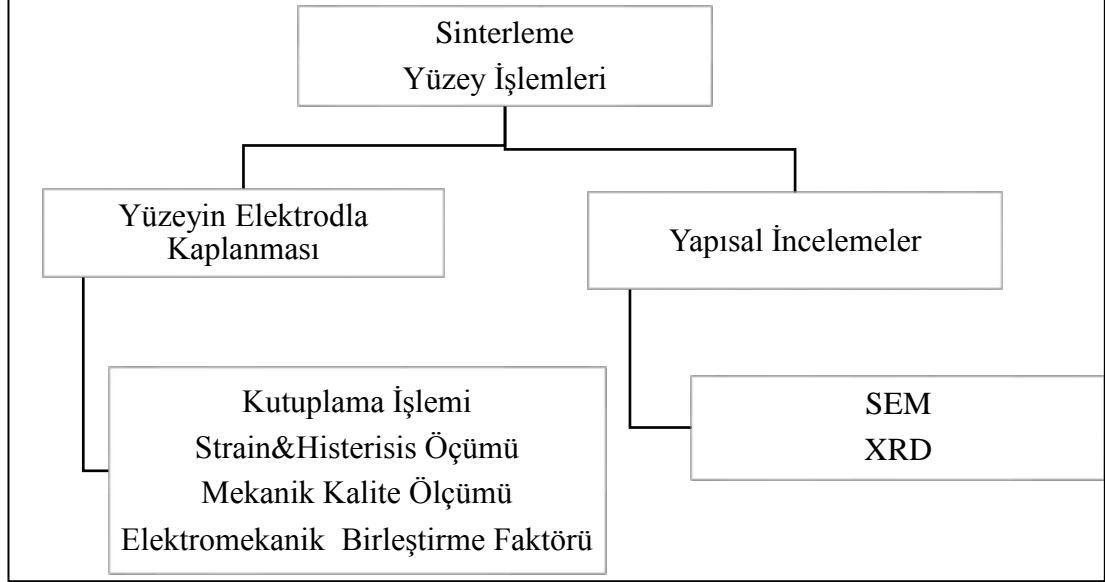 Sinterleme
Yüzey İşlemleri
Yüzeyin Elektrodla
Kaplanması
Yapısal İncelemeler
Kutuplama İşlemi
Strain&Histerisis Öçümü
Mekanik Kalite Ölçümü
Elektromekanik Birleştirme Faktörü
SEM
XRD